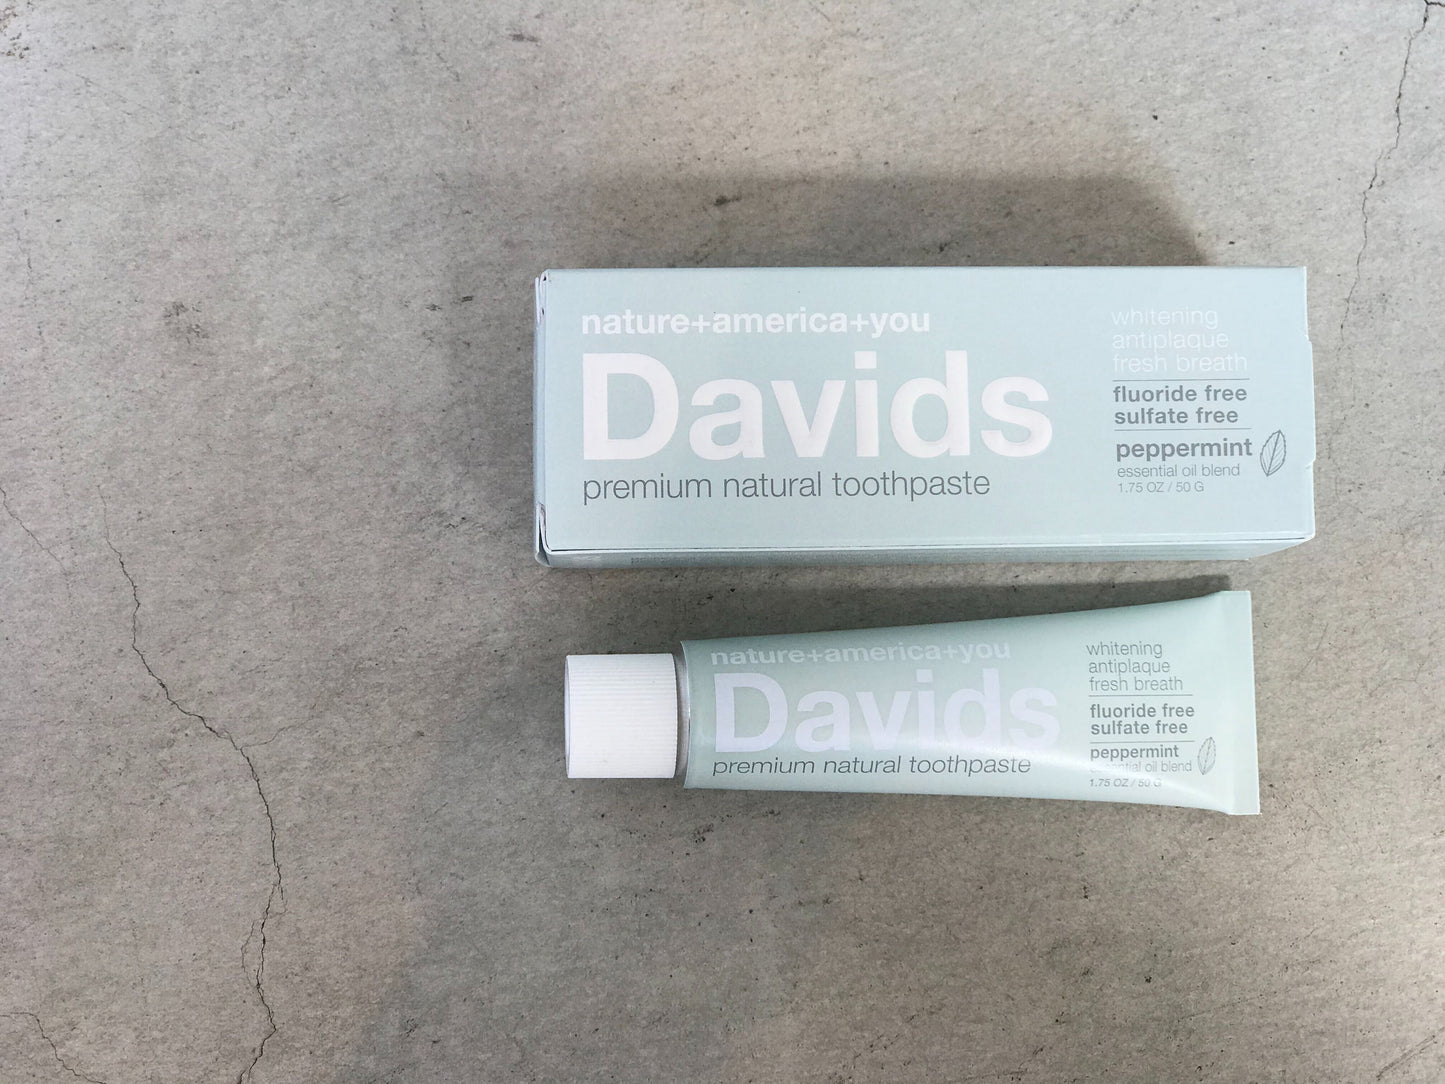 nature+america+you
Davids
premium natural toothpaste
whitening
antiplaque
fresh breath
fluoride free
sulfate free
peppermint
essential oil blend
1.75 OZ / 50 G
nature+america+you
Davids
premium natural toothpaste
whitening
antiplaque
fresh breath
fluoride free
sulfate free
peppermint
essential oil blend
1.75 OZ / 50 G